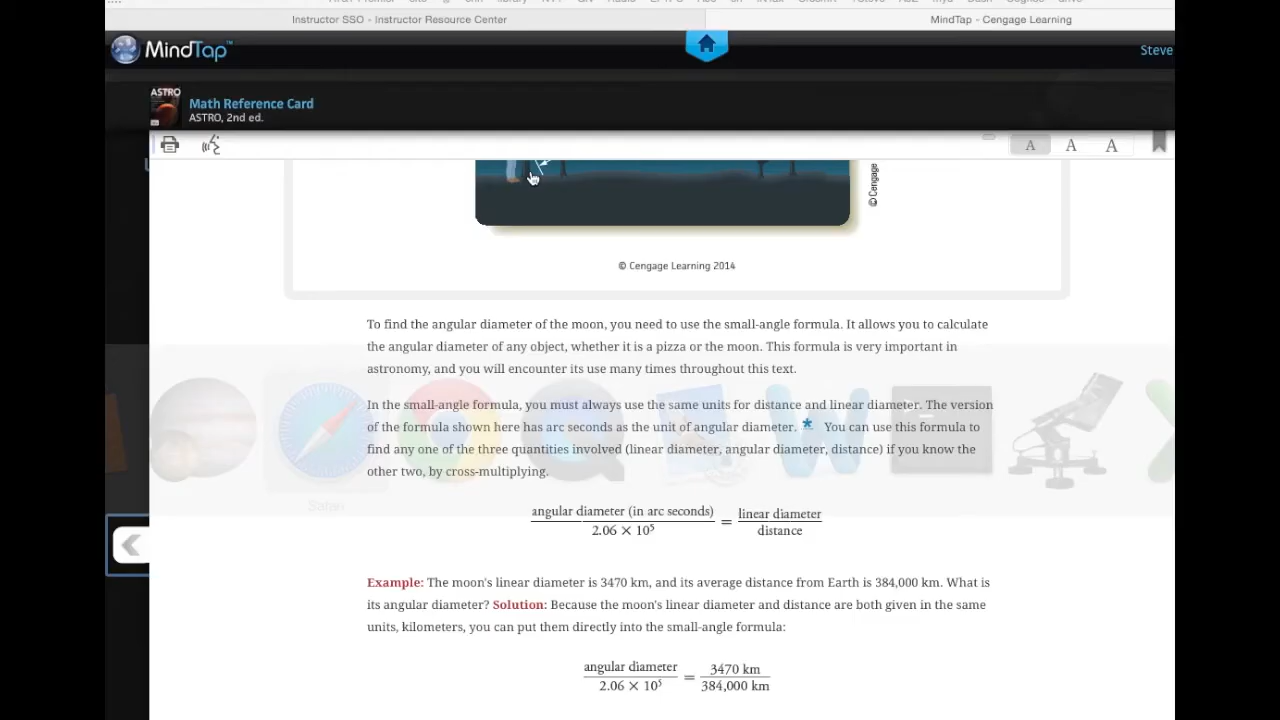 Instructor SSO - Instructor Resource Center
MindTap - Cengage Learning
MindTap™
Steve
ASTRO
Math Reference Card
ASTRO, 2nd ed.
A A A
© Cengage
© Cengage Learning 2014
To find the angular diameter of the moon, you need to use the small-angle formula. It allows you to calculate
the angular diameter of any object, whether it is a pizza or the moon. This formula is very important in
astronomy, and you will encounter its use many times throughout this text.
In the small-angle formula, you must always use the same units for distance and linear diameter. The version
of the formula shown here has arc seconds as the unit of angular diameter. * You can use this formula to
find any one of the three quantities involved (linear diameter, angular diameter, distance) if you know the
other two, by cross-multiplying.
Safari
angular diameter (in arc seconds) / 2.06 × 10⁵ = linear diameter / distance
Example: The moon's linear diameter is 3470 km, and its average distance from Earth is 384,000 km. What is
its angular diameter? Solution: Because the moon's linear diameter and distance are both given in the same
units, kilometers, you can put them directly into the small-angle formula:
angular diameter / 2.06 × 10⁵ = 3470 km / 384,000 km